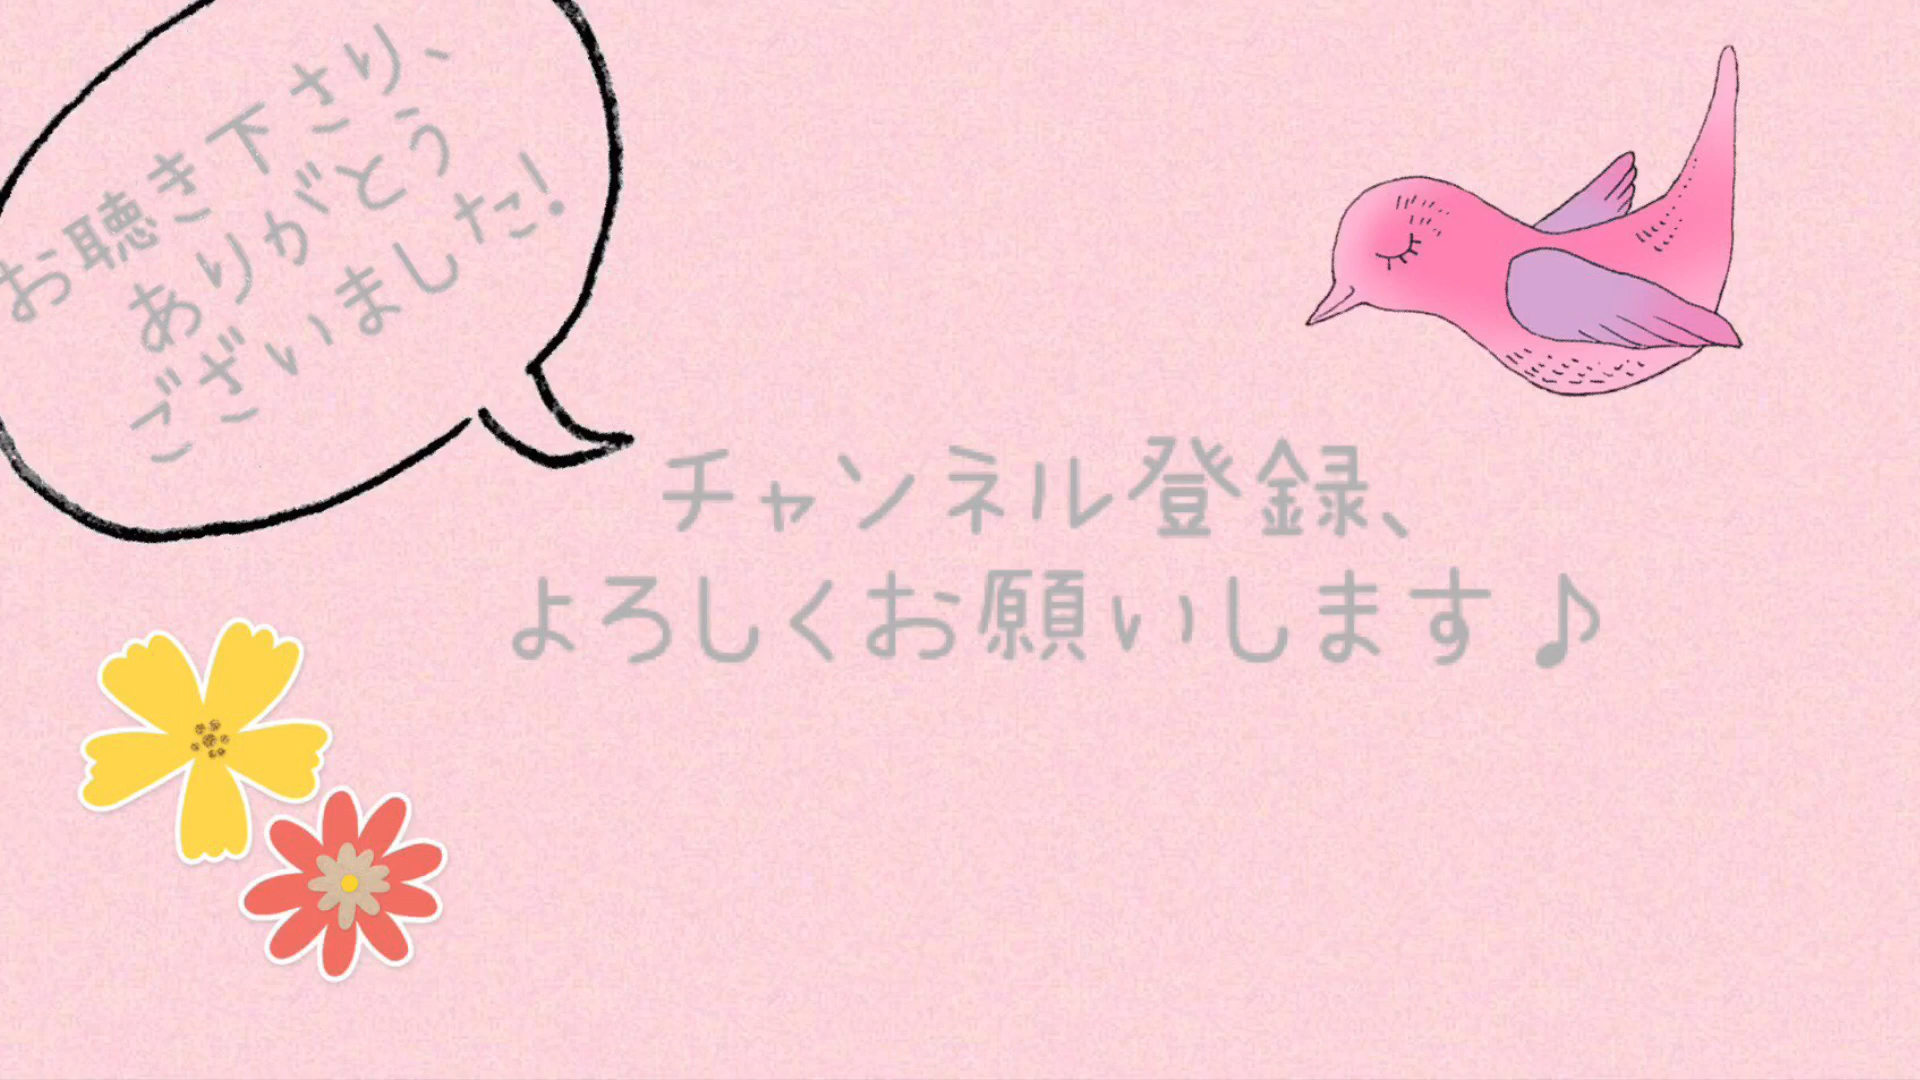 お聴き下さり、
ありがとう
ございました!
チャンネル登録、
よろしくお願いします♪